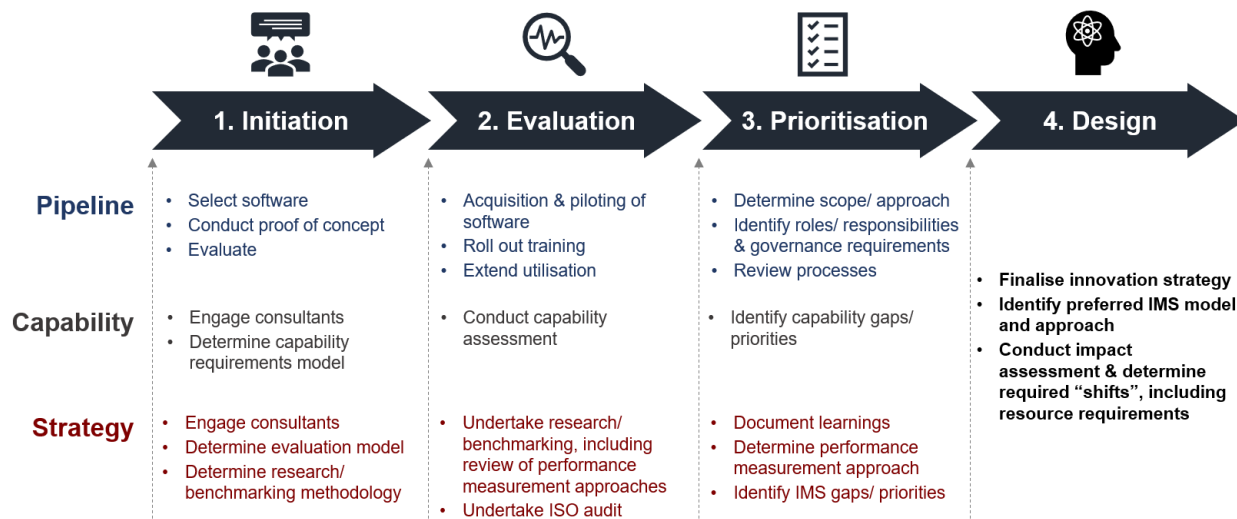 1. Initiation
2. Evaluation
3. Prioritisation
4. Design
Pipeline
• Select software
• Conduct proof of concept
• Evaluate
• Acquisition & piloting of
software
• Roll out training
• Extend utilisation
• Determine scope/ approach
• Identify roles/ responsibilities
& governance requirements
• Review processes
Capability
• Engage consultants
• Determine capability
requirements model
• Conduct capability
assessment
• Identify capability gaps/
priorities
Strategy
• Engage consultants
• Determine evaluation model
• Determine research/
benchmarking methodology
• Undertake research/
benchmarking, including
review of performance
measurement approaches
• Undertake ISO audit
• Document learnings
• Determine performance
measurement approach
• Identify IMS gaps/ priorities
• Finalise innovation strategy
• Identify preferred IMS model
and approach
• Conduct impact
assessment & determine
required “shifts”, including
resource requirements